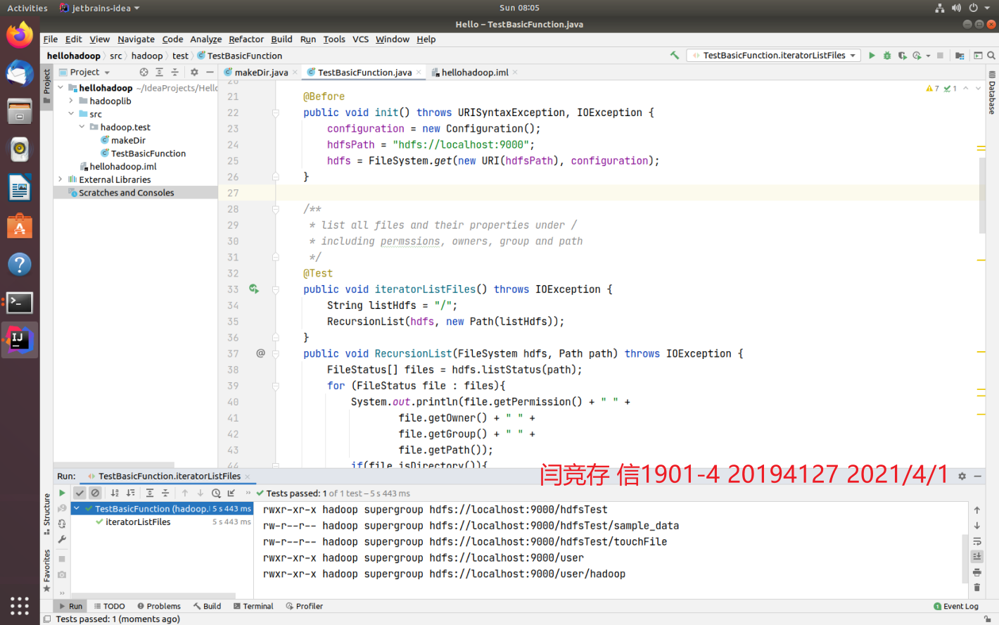 Activities jetbrains-idea Sun 08:05
Hello – TestBasicFunction.java
File Edit View Navigate Code Analyze Refactor Build Run Tools VCS Window Help
hellohadoop src hadoop test TestBasicFunction TestBasicFunction.iteratorListFiles
Project
Project
makeDir.java TestBasicFunction.java hellohadoop.iml
hellohadoop ~/IdeaProjects/Hello
hadooplib
src
hadoop.test
makeDir
TestBasicFunction
hellohadoop.iml
External Libraries
Scratches and Consoles
7 1
Database
20
21 @Before
22 public void init() throws URISyntaxException, IOException {
23 configuration = new Configuration();
24 hdfsPath = "hdfs://localhost:9000";
25 hdfs = FileSystem.get(new URI(hdfsPath), configuration);
26 }
27
28 /**
29 * list all files and their properties under /
30 * including permssions, owners, group and path
31 */
32 @Test
33 public void iteratorListFiles() throws IOException {
34 String listHdfs = "/";
35 RecursionList(hdfs, new Path(listHdfs));
36 }
37 @ public void RecursionList(FileSystem hdfs, Path path) throws IOException {
38 FileStatus[] files = hdfs.listStatus(path);
39 for (FileStatus file : files){
40 System.out.println(file.getPermission() + " " +
41 file.getOwner() + " " +
42 file.getGroup() + " " +
43 file.getPath());
44 if(file.isDirectory()){
闫竞存 信1901-4 20194127 2021/4/1
Run: TestBasicFunction.iteratorListFiles
Tests passed: 1 of 1 test – 5 s 443 ms
TestBasicFunction (hadoop. 5 s 443 ms
iteratorListFiles 5 s 443 ms
rwxr-xr-x hadoop supergroup hdfs://localhost:9000/hdfsTest
rw-r--r-- hadoop supergroup hdfs://localhost:9000/hdfsTest/sample_data
rw-r--r-- hadoop supergroup hdfs://localhost:9000/hdfsTest/touchFile
rwxr-xr-x hadoop supergroup hdfs://localhost:9000/user
rwxr-xr-x hadoop supergroup hdfs://localhost:9000/user/hadoop
Structure
Favorites
Run TODO Problems Build Terminal Profiler 1 Event Log
Tests passed: 1 (moments ago)